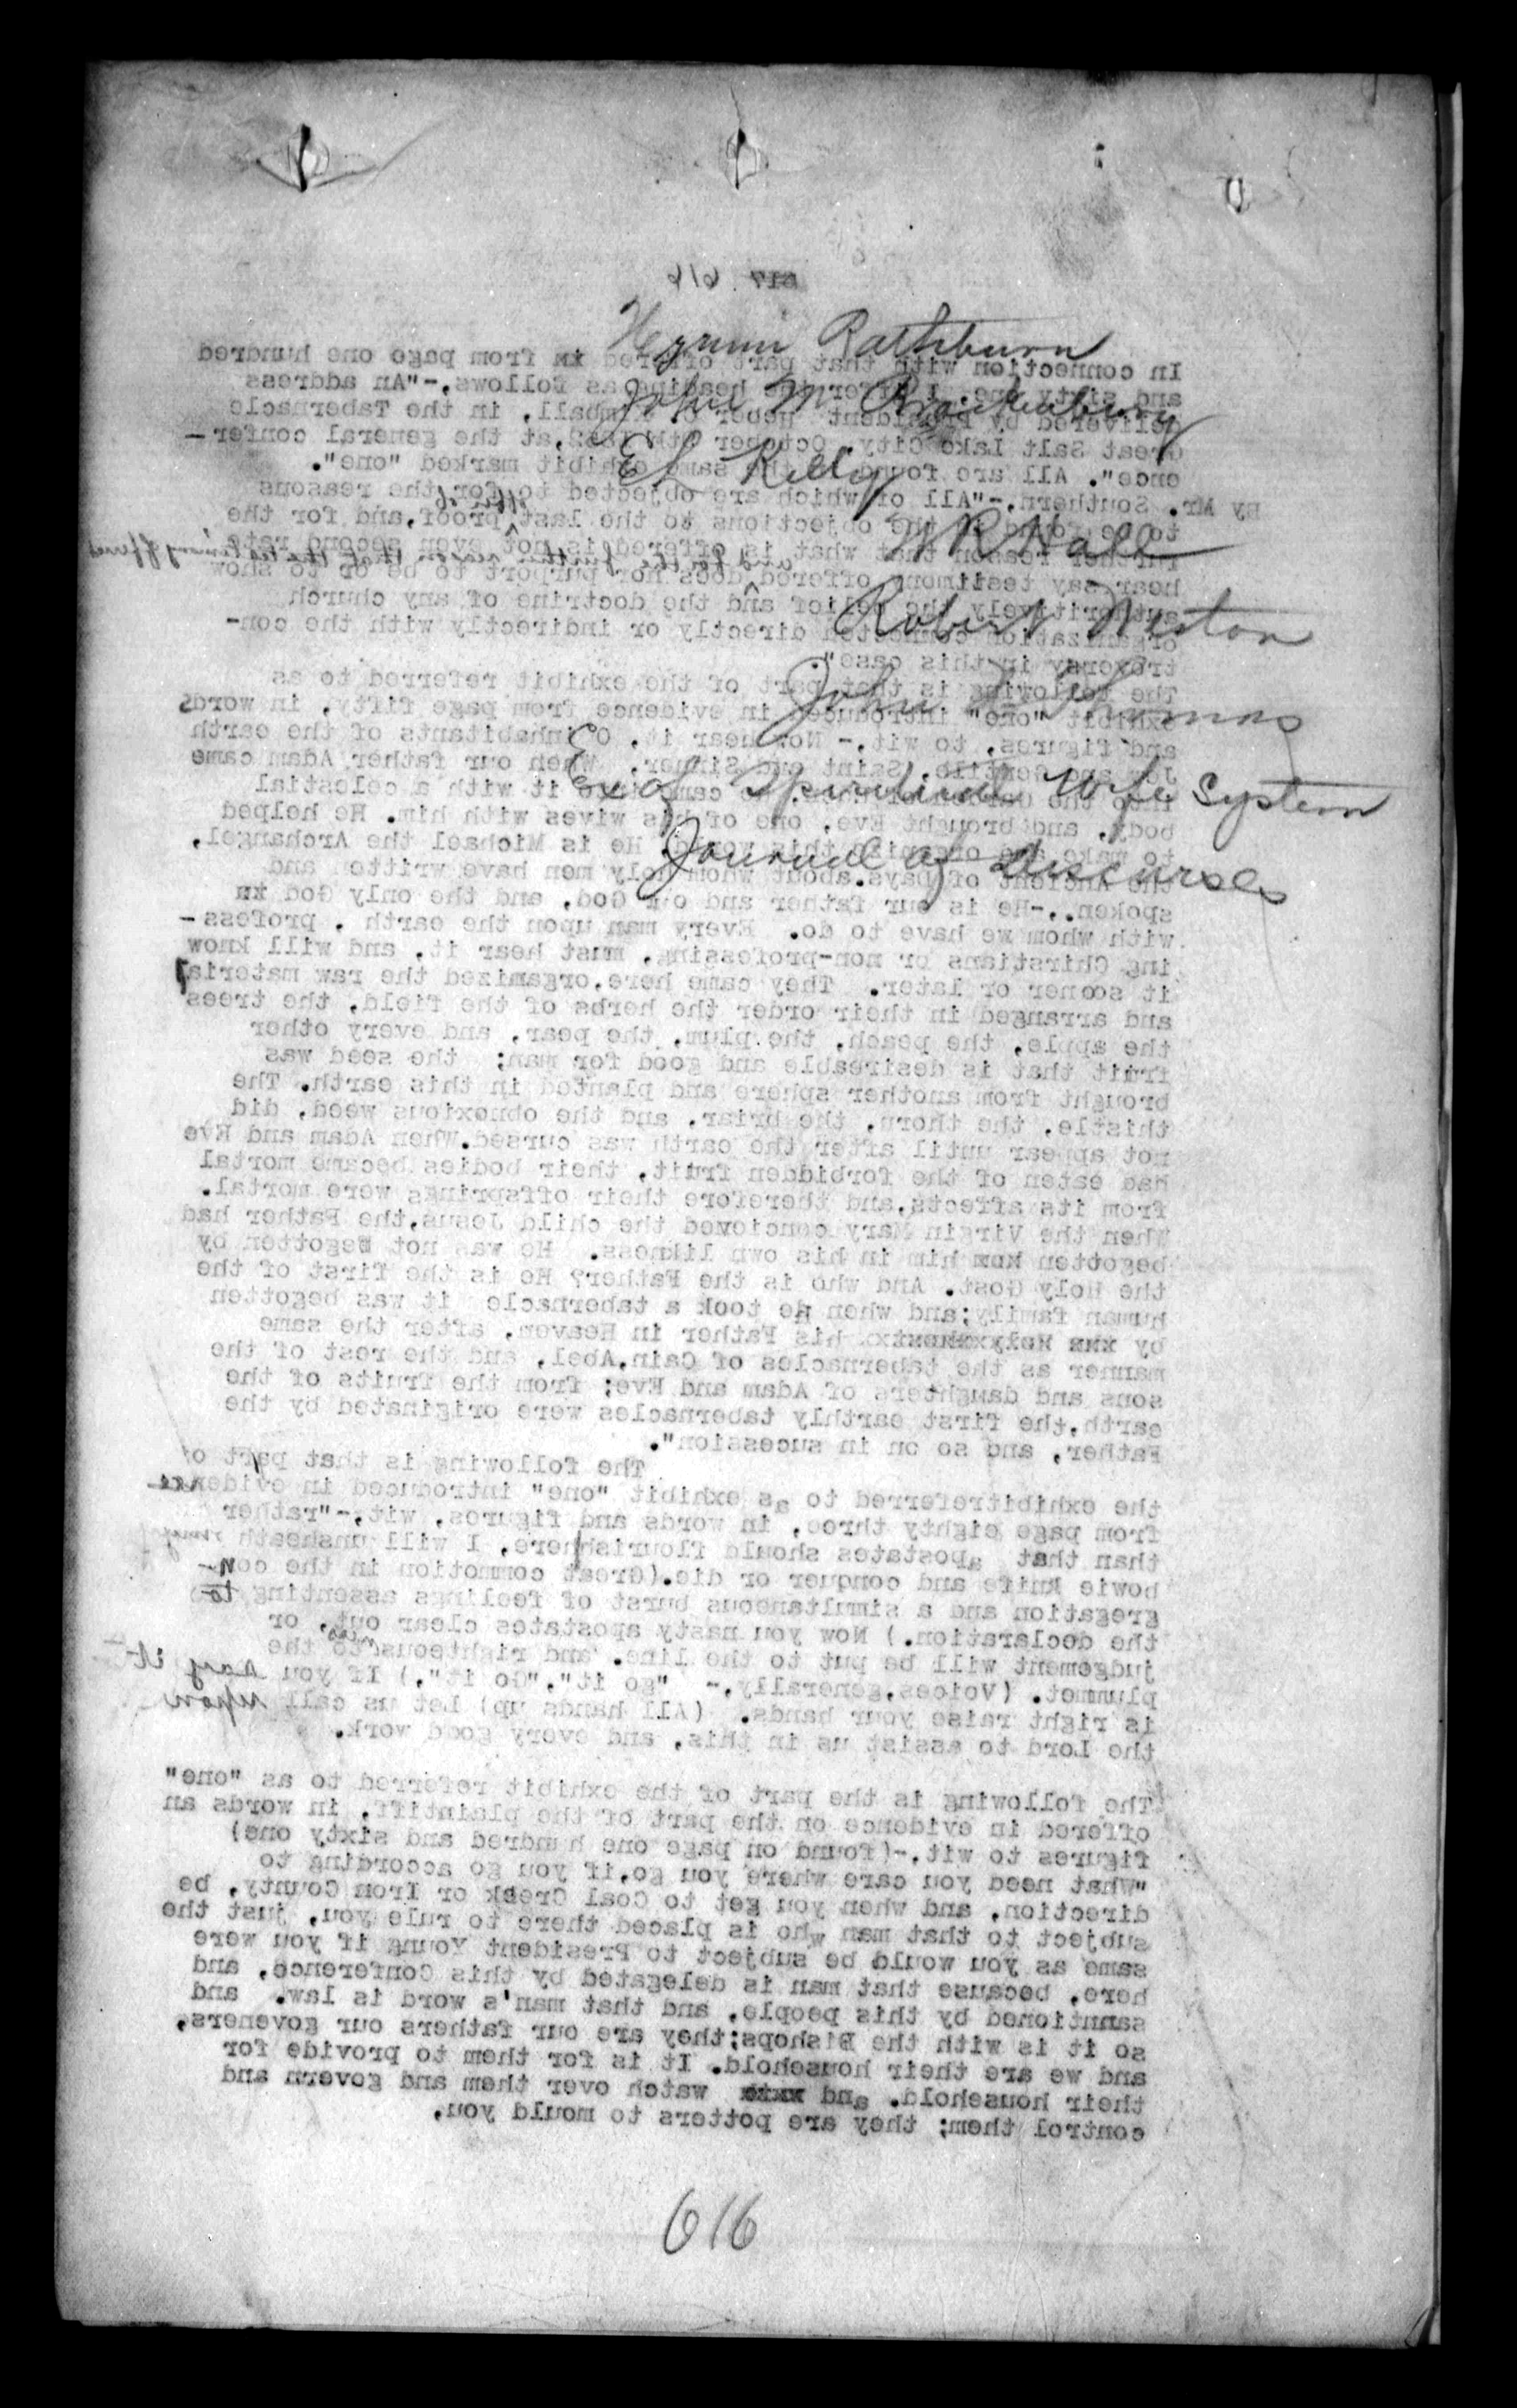 Hyrum Rathburn
John M Brackenbury
E L Kelly
W R Hall
Robert Weston
John Thomas
Ex of Spiritual Wife System
Journal of Discourses
616
517 616
In connection with that part offered in from page one hundred
and sixty one, I offer the heading as follows,-"An address
delivered by President Heber C. Kimball, in the Tabernacle
Great Salt Lake City, October 1852, at the general confer-
ence". All are found in the same exhibit marked "one".
By Mr. Southern,-"All of which are objected to for the reasons
to the objections to the last proof, and for the
further reason that what is offered is not even second rate
and for the further reason that the testimony offered
hear say testimony offered does nor purport to be or to show
authoritively the belief and the doctrine of any church
organization connected directly or indirectly with the con-
troversy in this case".
The following is that part of the exhibit referred to as
exhibit "one" introduced in evidence from page fifty, in words
and figures, to wit,- Now hear it, O inhabitants of the earth
Jew and Gentile, Saint and Sinner. When our father Adam came
into the Garden of Eden, he came into it with a celestial
body, and brought Eve, one of his wives with him. He helped
to make and organize this world. He is Michael the Archangel,
the Ancient of Days, about whom holy men have written and
spoken.,-He is our father and our God, and the only God in
with whom we have to do. Every man upon the earth , profess-
ing Chirstians or non-professing, must hear it, and will know
it sooner or later. They came here, organized the raw material
and arranged in their order the herbs of the field, the trees
the apple, the peach, the plum, the pear, and every other
fruit that is desireable and good for man; the seed was
brought from another sphere and planted in this earth. The
thistle, the thorn, the briar, and the obnoxious weed, did
not appear until after the earth was cursed. When Adam and Eve
had eaten of the forbidden fruit, their bodies became mortal
from its affects, and therefore their offsprings were mortal.
When the Virgin Mary concioved the child Jesus, the Father had
begotten him in his own likness. He was not begotten by
the Holy Gost. And who is the Father? He is the first of the
human family; and when He took a tabernacle it was begotten
by his Father in Heaven, after the same
manner as the tabernacles of Cain, Abel, and the rest of the
sons and daughters of Adam and Eve; from the fruits of the
earth, the first earthly tabernacles were originated by the
Father, and so on in sucession".
The following is that part of
the exhibitreferred to as exhibit "one" introduced in evidence
from page eighty three, in words and figures, wit,-"rather
than that apostates should flourish here, I will unsheath my
bowie knife and conquer or die. (Great commotion in the con-
gregation and a simultaneous burst of feelings assenting to
the declaration.) Now you nasty apostates clear out, or
judgement will be put to the line, and righteousness to the
plummet. (Voices, generally,- "go it", "Go it".) If you say it
is right raise your hands. (All hands up) Let us call upon
the Lord to assist us in this, and every good work.
The following is the part of the exhibit referred to as "one"
offered in evidence on the part of the plaintiff, in words an
figures to wit,-(found on page one hundred and sixty one)
"What need you care where you go, if you go according to
direction, and when you get to Coal Creek or Iron County, be
subject to that man who is placed there to rule you, just the
same as you would be subject to President Young if you were
here, because that man is delegated by this Conference, and
sanntioned by this people, and that man's word is law. and
so it is with the Bishops; they are our fathers our goveners,
and we are their household. It is for them to provide for
their household. and watch over them and govern and
control them; they are potters to mould you,